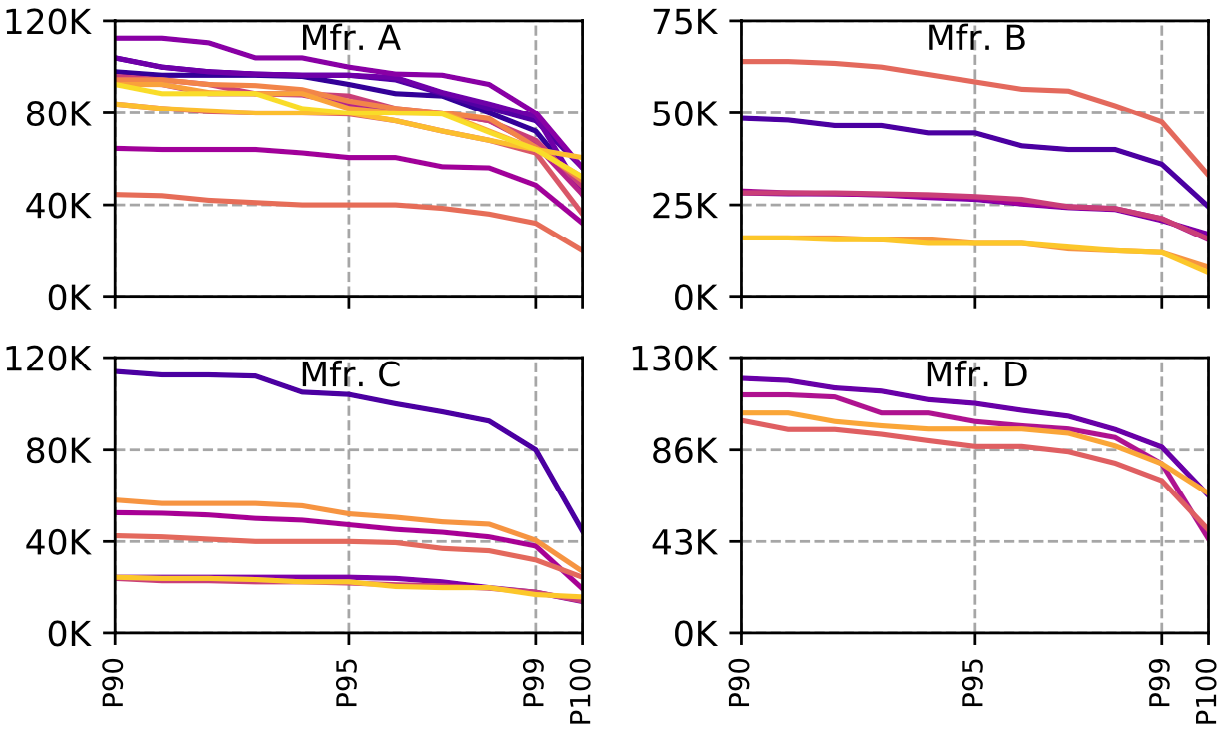 Mfr. A
120K
80K
40K
0K
Mfr. B
75K
50K
25K
0K
Mfr. C
120K
80K
40K
0K
P90
P95
P99
P100
Mfr. D
130K
86K
43K
0K
P90
P95
P99
P100